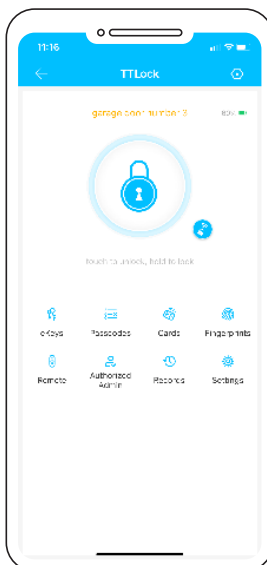 11:16
TTLock
garage door number 3
80%
touch to unlock, hold to lock
eKeys Passcodes Cards Fingerprints
Remote Authorized Admin Records Settings